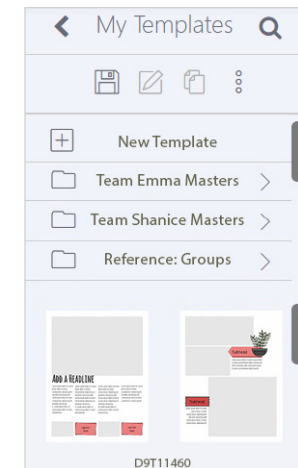 My Templates
New Template
Team Emma Masters
Team Shanice Masters
Reference: Groups
ADD A HEADLINE
Subhead
Subhead
D9T11460